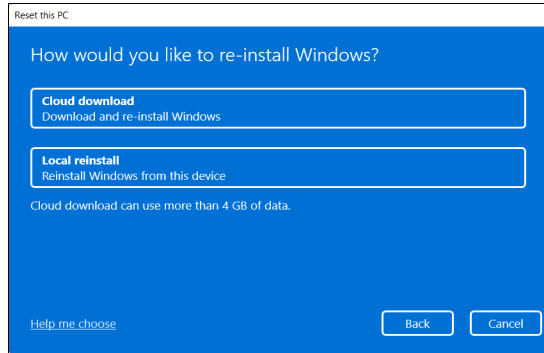 Reset this PC
How would you like to re-install Windows?
Cloud download
Download and re-install Windows
Local reinstall
Reinstall Windows from this device
Cloud download can use more than 4 GB of data.
Help me choose
Back
Cancel